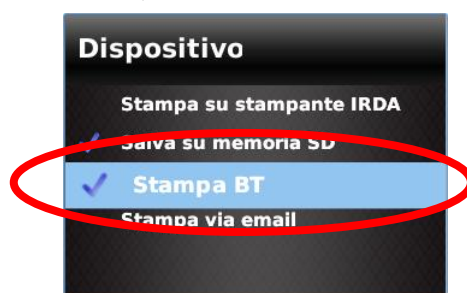 Dispositivo
Stampa su stampante IRDA
Salva su memoria SD
Stampa BT
Stampa via email